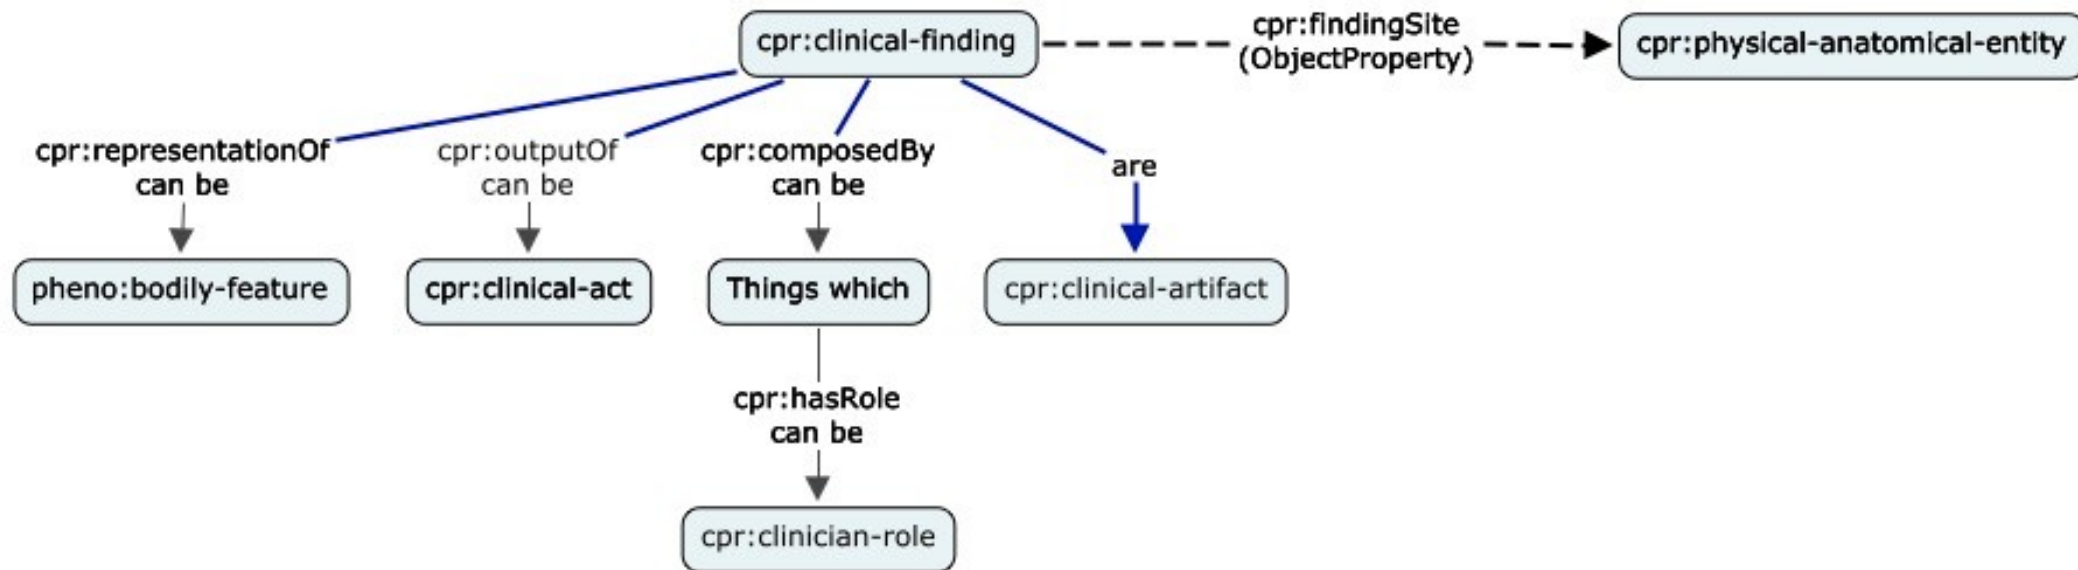 cpr:clinical-finding
cpr:findingSite
(ObjectProperty)
cpr:physical-anatomical-entity
cpr:representationOf
can be
cpr:outputOf
can be
cpr:composedBy
can be
are
pheno:bodily-feature
cpr:clinical-act
Things which
cpr:clinical-artifact
cpr:hasRole
can be
cpr:clinician-role